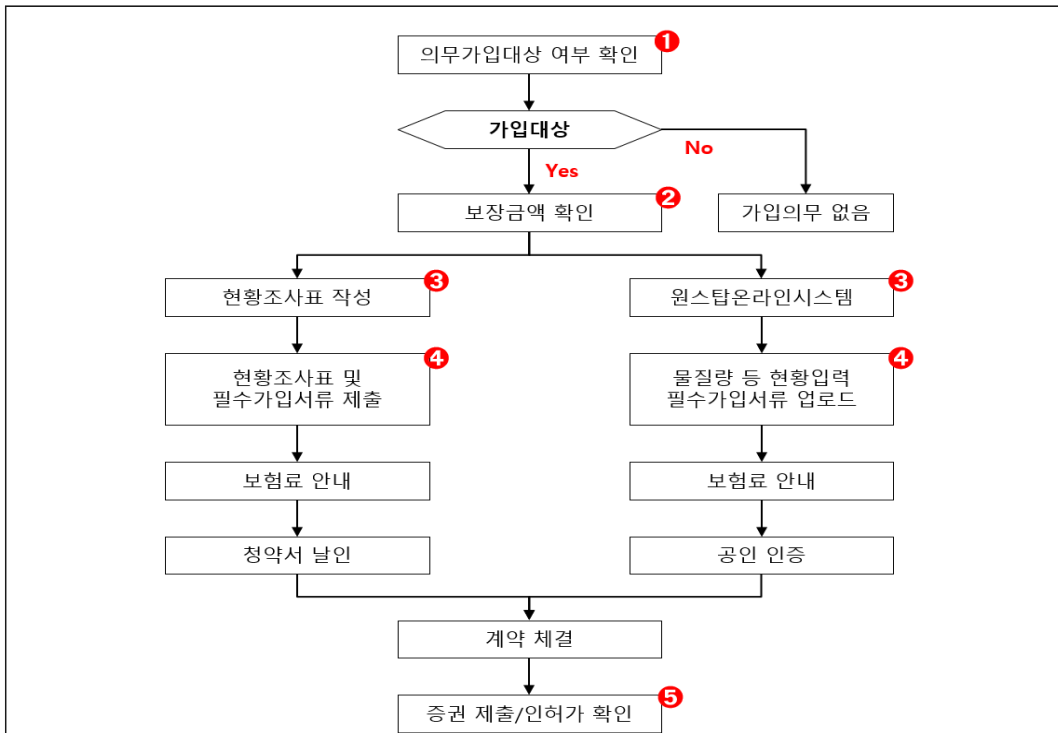 의무가입대상 여부 확인
1
가입대상
No
Yes
보장금액 확인
2
가입의무 없음
현황조사표 작성
3
원스탑온라인시스템
3
현황조사표 및
필수가입서류 제출
4
물질량 등 현황입력
필수가입서류 업로드
4
보험료 안내
보험료 안내
청약서 날인
공인 인증
계약 체결
증권 제출/인허가 확인
5